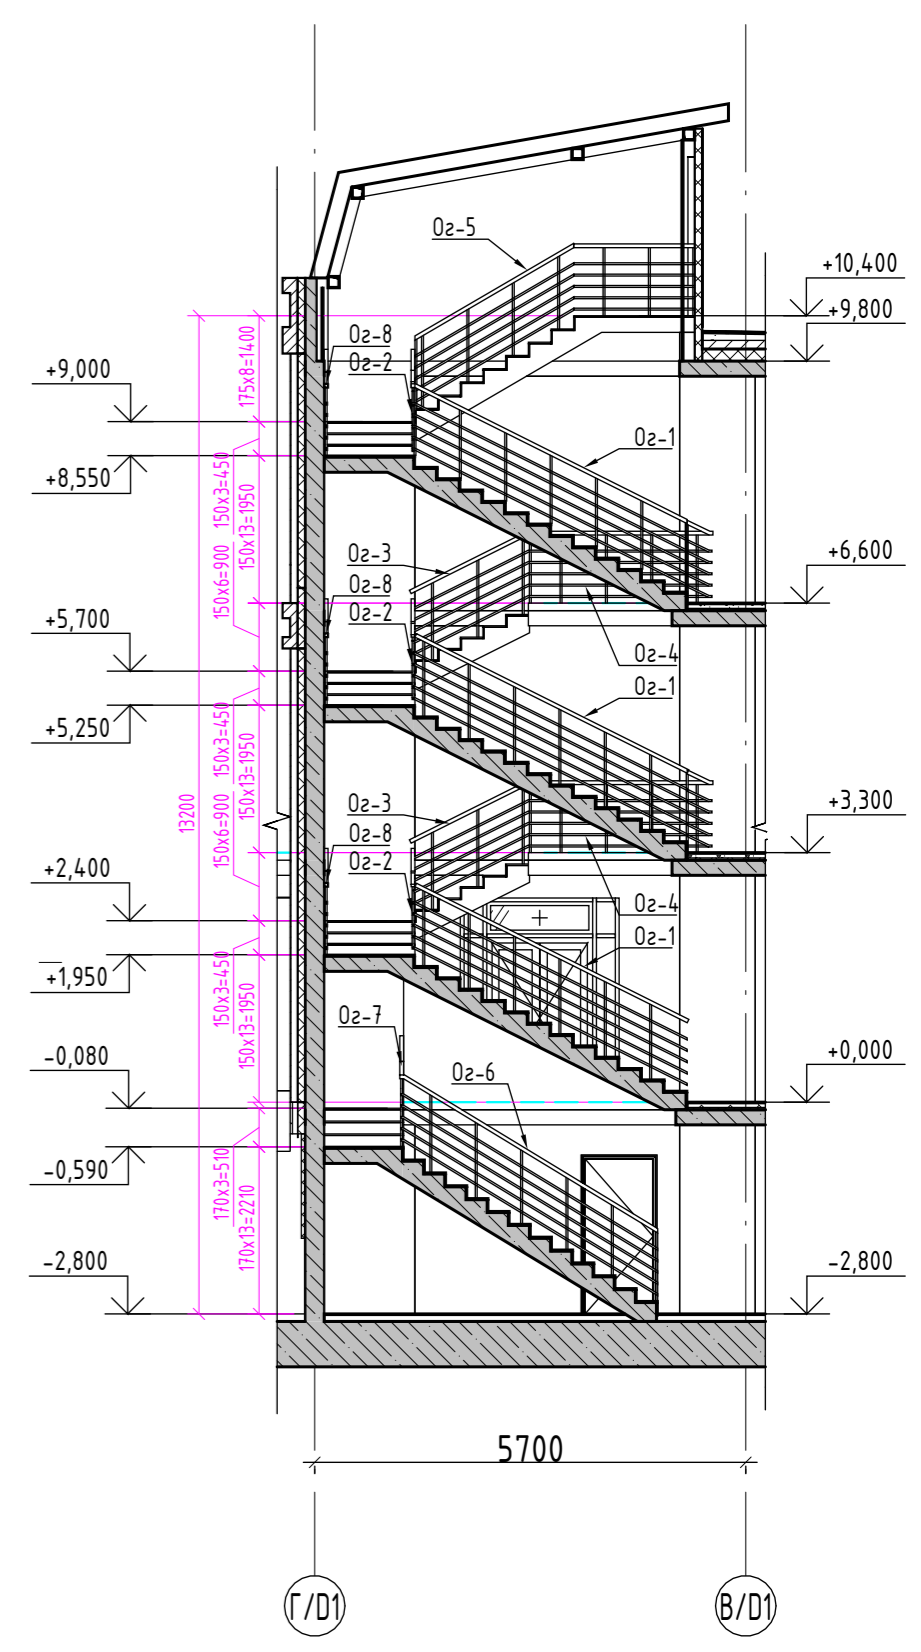 Ог-5
+10,400
+9,800
Ог-8
Ог-2
+9,000
175х8=1400
Ог-1
+8,550
150х3=450
150х13=1950
Ог-3
+6,600
Ог-8
150х6=900
Ог-2
+5,700
Ог-4
Ог-1
+5,250
150х3=450
150х13=1950
13200
Ог-3
+3,300
Ог-8
150х6=900
Ог-2
+2,400
Ог-4
Ог-1
+1,950
150х3=450
150х13=1950
Ог-7
-0,080
+0,000
Ог-6
-0,590
170х3=510
170х13=2210
-2,800
-2,800
5700
Г/D1
В/D1